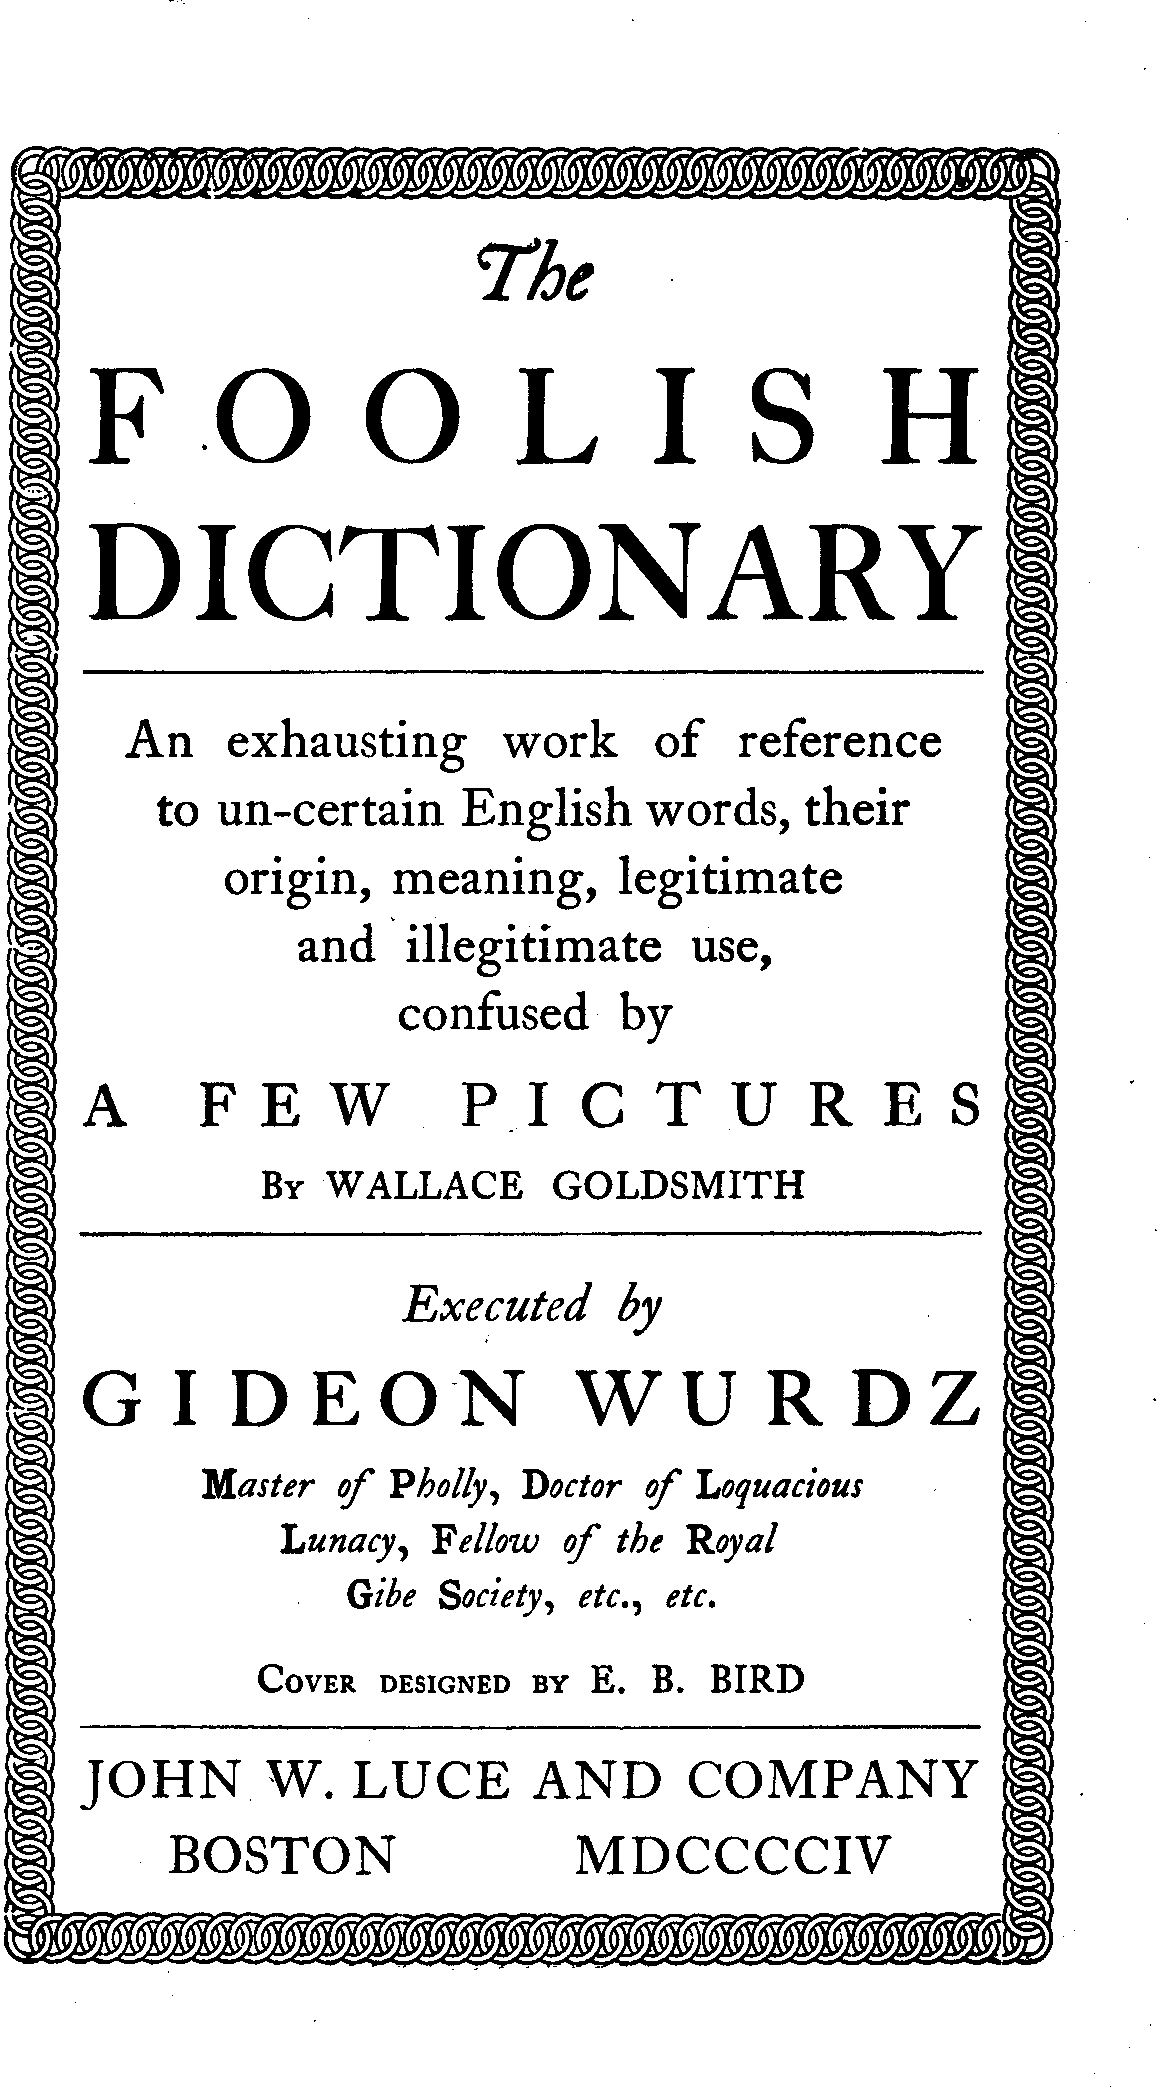 The
FOOLISH
DICTIONARY
An exhausting work of reference
to un-certain English words, their
origin, meaning, legitimate
and illegitimate use,
confused by
A FEW PICTURES
BY WALLACE GOLDSMITH
Executed by
GIDEON WURDZ
Master of Pholly, Doctor of Loquacious
Lunacy, Fellow of the Royal
Gibe Society, etc., etc.
COVER DESIGNED BY E. B. BIRD
JOHN W. LUCE AND COMPANY
BOSTON MDCCCCIV